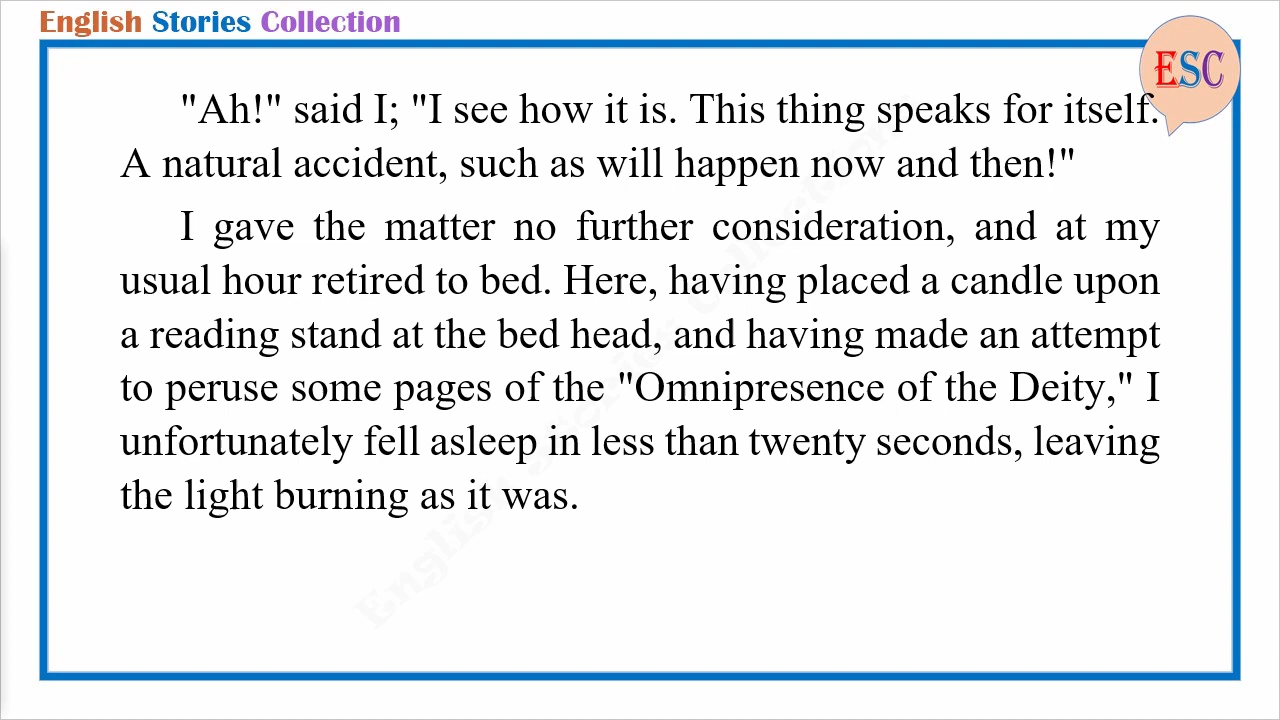 English Stories Collection
ESC
"Ah!" said I; "I see how it is. This thing speaks for itself.
A natural accident, such as will happen now and then!"
I gave the matter no further consideration, and at my
usual hour retired to bed. Here, having placed a candle upon
a reading stand at the bed head, and having made an attempt
to peruse some pages of the "Omnipresence of the Deity," I
unfortunately fell asleep in less than twenty seconds, leaving
the light burning as it was.
English Stories Collection